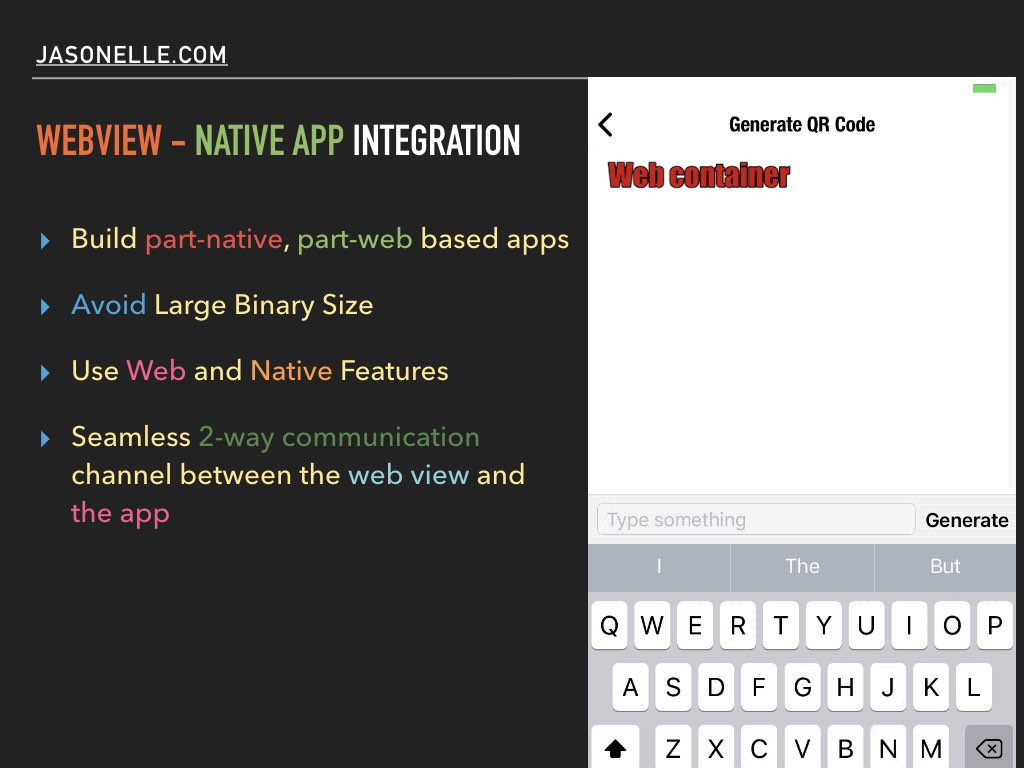 JASONELLE.COM
WEBVIEW - NATIVE APP INTEGRATION
Build part-native, part-web based apps
Avoid Large Binary Size
Use Web and Native Features
Seamless 2-way communication
channel between the web view and
the app
Generate QR Code
Web container
Type something Generate
I The But
Q W E R T Y U I O P
A S D F G H J K L
Z X C V B N M